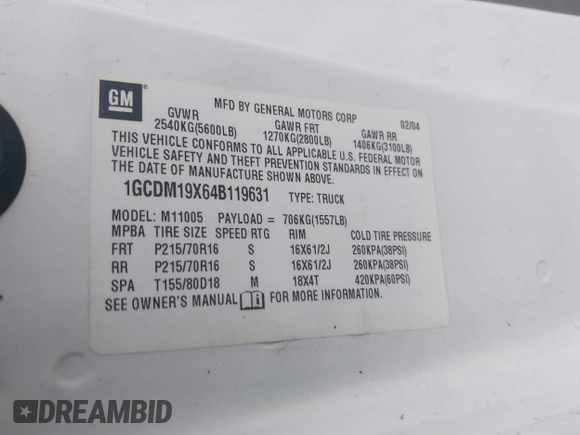 GM
MFD BY GENERAL MOTORS CORP 02/04
GVWR GAWR FRT GAWR RR
2540KG(5600LB) 1270KG(2800LB) 1406KG(3100LB)
THIS VEHICLE CONFORMS TO ALL APPLICABLE U.S. FEDERAL MOTOR
VEHICLE SAFETY AND THEFT PREVENTION STANDARDS IN EFFECT ON
THE DATE OF MANUFACTURE SHOWN ABOVE.
1GCDM19X64B119631 TYPE: TRUCK
MODEL: M11005 PAYLOAD = 706KG(1557LB)
MPBA TIRE SIZE SPEED RTG RIM COLD TIRE PRESSURE
FRT P215/70R16 S 16X61/2J 260KPA(38PSI)
RR P215/70R16 S 16X61/2J 260KPA(38PSI)
SPA T155/80D18 M 18X4T 420KPA(60PSI)
SEE OWNER'S MANUAL FOR MORE INFORMATION.
DREAMBID